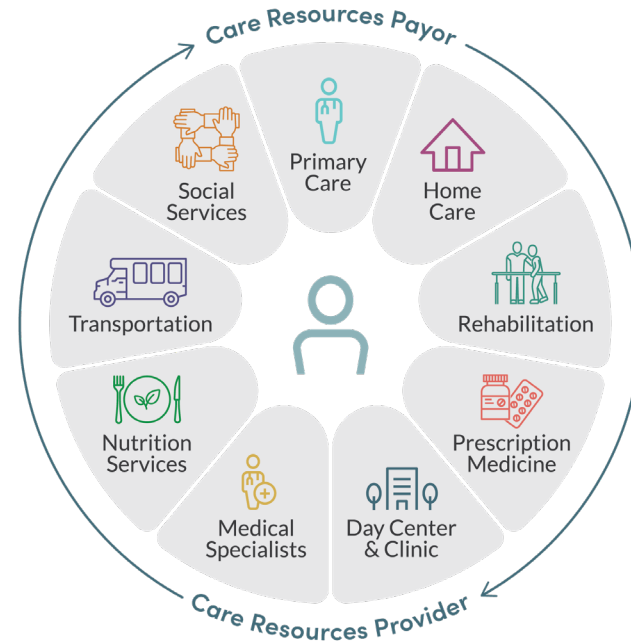 Care Resources Payor
Primary
Care
Home
Care
Rehabilitation
Prescription
Medicine
Day Center
& Clinic
Medical
Specialists
Nutrition
Services
Transportation
Social
Services
Care Resources Provider